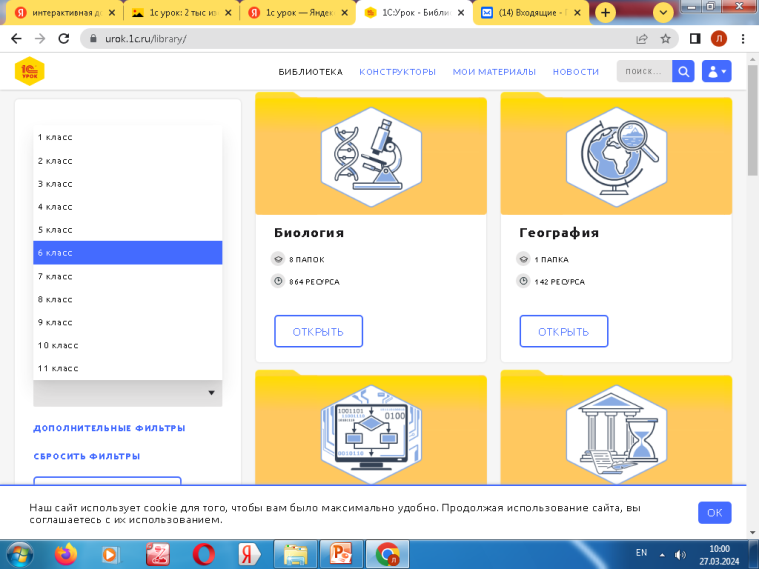 интерактивная д
1с урок: 2 тыс из
1с урок — Яндек
1С:Урок - Библи
(14) Входящие - П
urok.1c.ru/library/
Л
1С
УРОК
БИБЛИОТЕКА
КОНСТРУКТОРЫ
МОИ МАТЕРИАЛЫ
НОВОСТИ
ПОИСК...
1 класс
2 класс
3 класс
4 класс
5 класс
6 класс
7 класс
8 класс
9 класс
10 класс
11 класс
ДОПОЛНИТЕЛЬНЫЕ ФИЛЬТРЫ
СБРОСИТЬ ФИЛЬТРЫ
Биология
8 ПАПОК
864 РЕСУРСА
ОТКРЫТЬ
География
1 ПАПКА
142 РЕСУРСА
ОТКРЫТЬ
1001101
0100
0010110
Наш сайт использует cookie для того, чтобы вам было максимально удобно. Продолжая использование сайта, вы
соглашаетесь с их использованием.
ОК
EN
10:00
27.03.2024